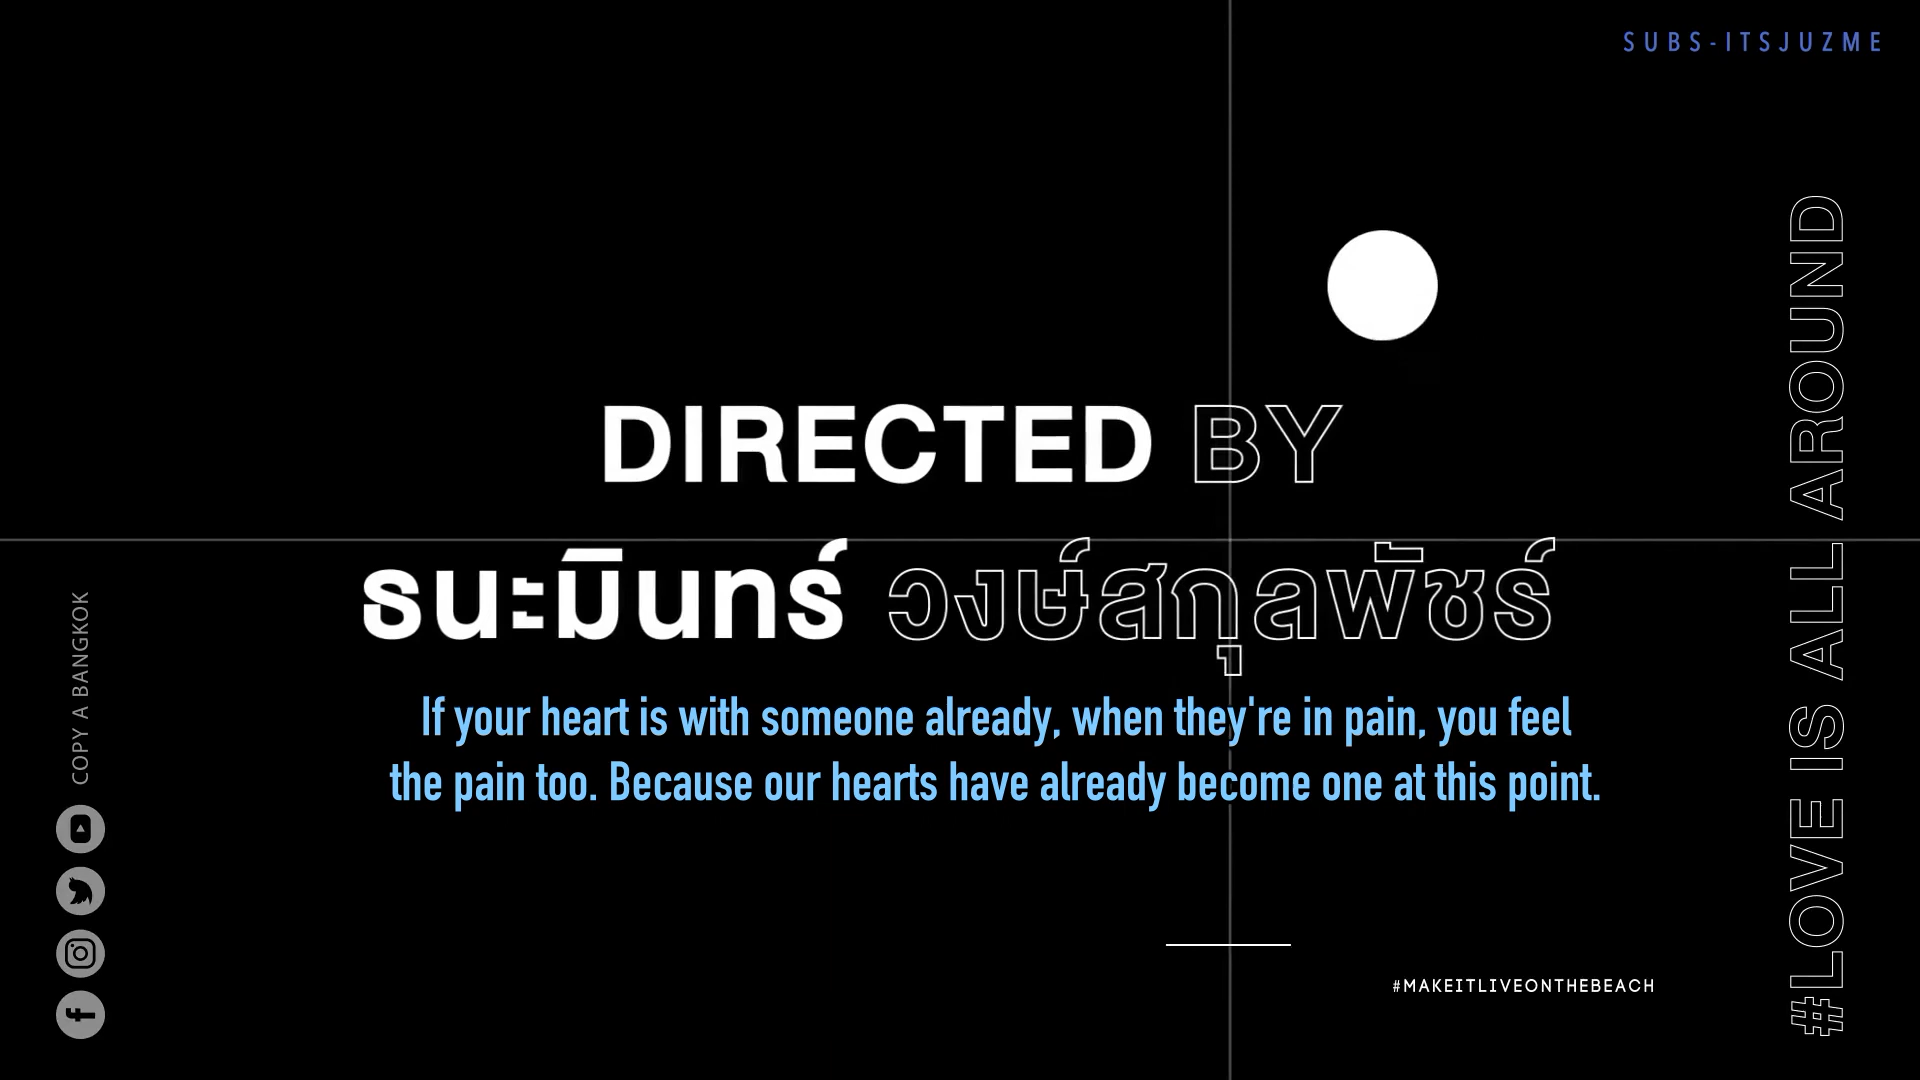 SUBS-ITSJUZME
DIRECTED BY
ธนะมินทร์ วงษ์สกุลพัชร์
If your heart is with someone already, when they're in pain, you feel
the pain too. Because our hearts have already become one at this point.
#MAKEITLIVEONTHEBEACH
COPY A BANGKOK
#LOVE IS ALL AROUND